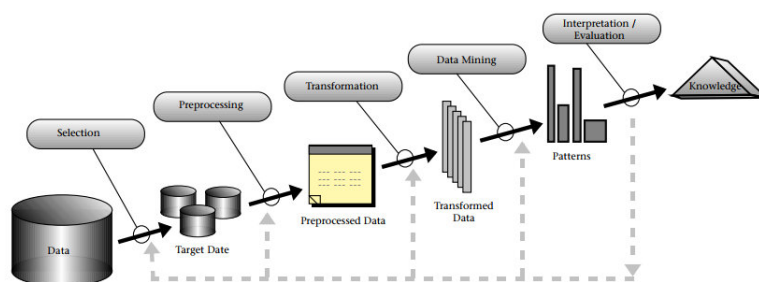 Interpretation /
Evaluation
Data Mining
Transformation
Preprocessing
Selection
Knowledge
Patterns
Transformed
Data
Preprocessed Data
Target Date
Data